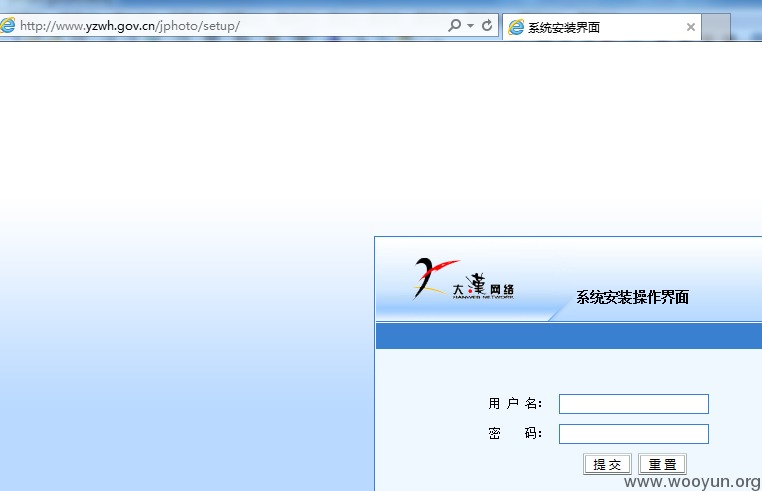 http://www.yzwh.gov.cn/jphoto/setup/
系统安装界面
大漢网络
HANWEB NETWORK
系统安装操作界面
用 户 名：
密 码：
提 交 重 置
www.wooyun.org